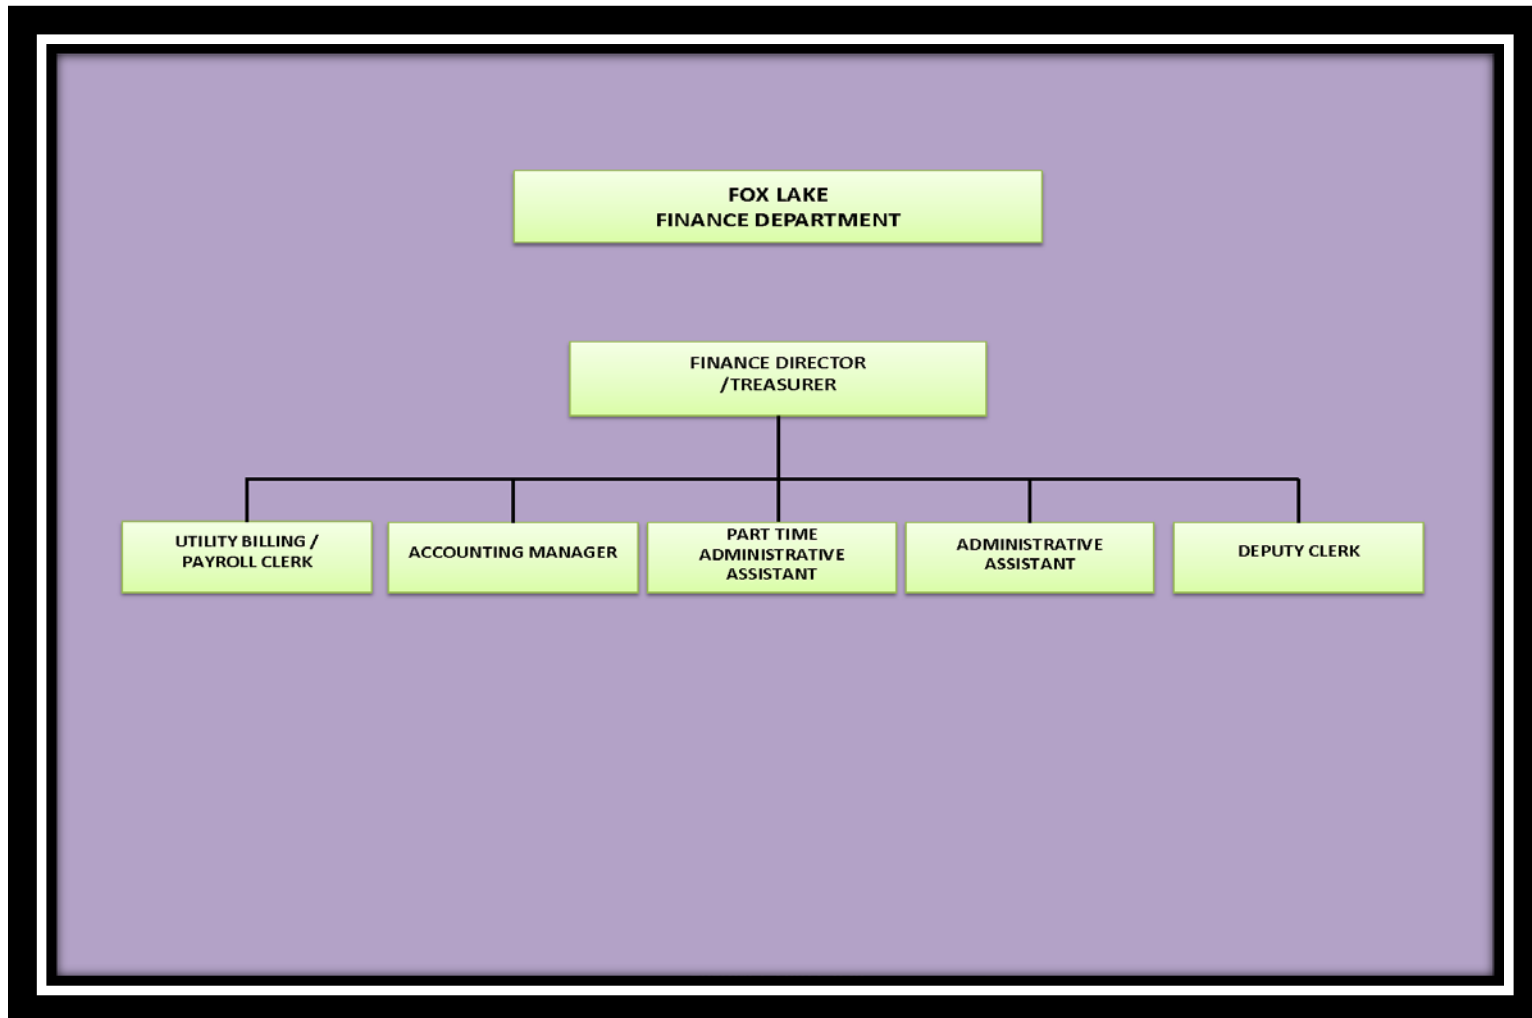 FOX LAKE
FINANCE DEPARTMENT
FINANCE DIRECTOR
/TREASURER
UTILITY BILLING /
PAYROLL CLERK
ACCOUNTING MANAGER
PART TIME
ADMINISTRATIVE
ASSISTANT
ADMINISTRATIVE
ASSISTANT
DEPUTY CLERK